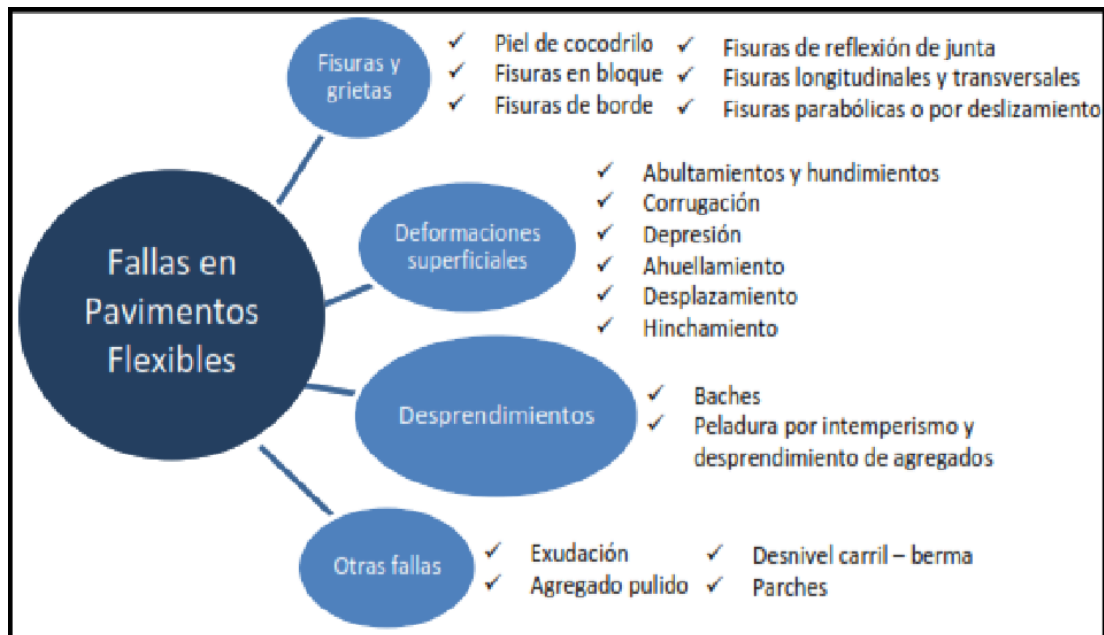 Fallas en
Pavimentos
Flexibles
Fisuras y
grietas
✓ Piel de cocodrilo
✓ Fisuras en bloque
✓ Fisuras de borde
✓ Fisuras de reflexión de junta
✓ Fisuras longitudinales y transversales
✓ Fisuras parabólicas o por deslizamiento
Deformaciones
superficiales
✓ Abultamientos y hundimientos
✓ Corrugación
✓ Depresión
✓ Ahuellamiento
✓ Desplazamiento
✓ Hinchamiento
Desprendimientos
✓ Baches
✓ Peladura por intemperismo y
desprendimiento de agregados
Otras fallas
✓ Exudación
✓ Agregado pulido
✓ Desnivel carril – berma
✓ Parches